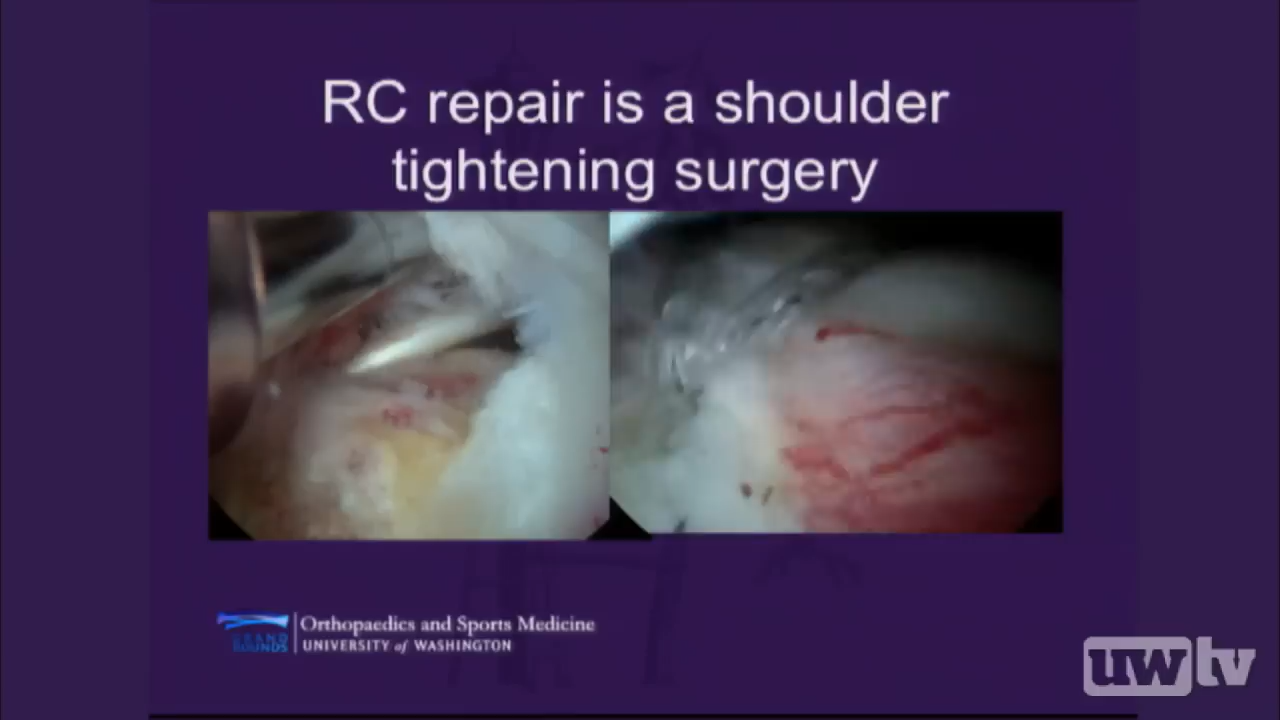 RC repair is a shoulder
tightening surgery
GRAND
ROUNDS
Orthopaedics and Sports Medicine
UNIVERSITY of WASHINGTON
uwtv